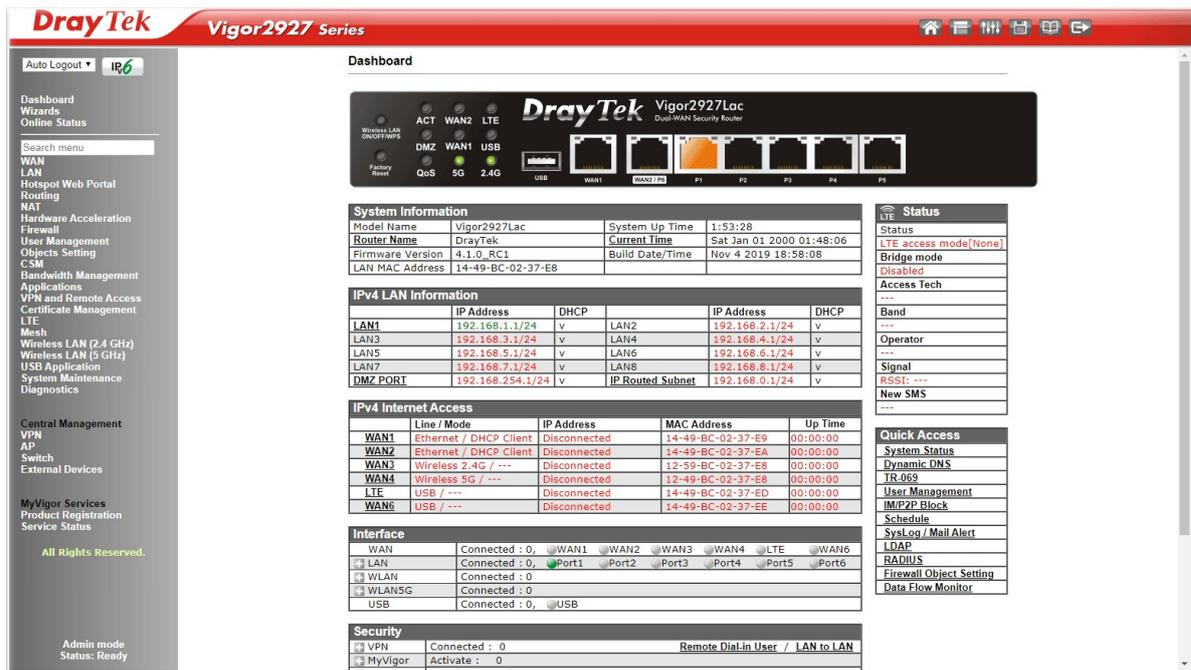 DrayTek Vigor2927 Series
Auto Logout ▾ IPv6
Dashboard
Wizards
Online Status
Search menu
WAN
LAN
Hotspot Web Portal
Routing
NAT
Hardware Acceleration
Firewall
User Management
Objects Setting
CSM
Bandwidth Management
Applications
VPN and Remote Access
Certificate Management
LTE
Mesh
Wireless LAN (2.4 GHz)
Wireless LAN (5 GHz)
USB Application
System Maintenance
Diagnostics
Central Management
VPN
AP
Switch
External Devices
MyVigor Services
Product Registration
Service Status
All Rights Reserved.
Admin mode
Status: Ready
Dashboard
Wireless LAN
ON/OFF/WPS
Factory
Reset
ACT WAN2 LTE
DMZ WAN1 USB
QoS 5G 2.4G
DrayTek Vigor2927Lac
Dual-WAN Security Router
USB WAN1 WAN2 / P6 P1 P2 P3 P4 P5
System Information
Model Name Vigor2927Lac System Up Time 1:53:28
Router Name DrayTek Current Time Sat Jan 01 2000 01:48:06
Firmware Version 4.1.0_RC1 Build Date/Time Nov 4 2019 18:58:08
LAN MAC Address 14-49-BC-02-37-E8
IPv4 LAN Information
IP Address DHCP IP Address DHCP
LAN1 192.168.1.1/24 v LAN2 192.168.2.1/24 v
LAN3 192.168.3.1/24 v LAN4 192.168.4.1/24 v
LAN5 192.168.5.1/24 v LAN6 192.168.6.1/24 v
LAN7 192.168.7.1/24 v LAN8 192.168.8.1/24 v
DMZ PORT 192.168.254.1/24 v IP Routed Subnet 192.168.0.1/24 v
IPv4 Internet Access
Line / Mode IP Address MAC Address Up Time
WAN1 Ethernet / DHCP Client Disconnected 14-49-BC-02-37-E9 00:00:00
WAN2 Ethernet / DHCP Client Disconnected 14-49-BC-02-37-EA 00:00:00
WAN3 Wireless 2.4G / --- Disconnected 12-59-BC-02-37-E8 00:00:00
WAN4 Wireless 5G / --- Disconnected 12-49-BC-02-37-E8 00:00:00
LTE USB / --- Disconnected 14-49-BC-02-37-ED 00:00:00
WAN6 USB / --- Disconnected 14-49-BC-02-37-EE 00:00:00
Interface
WAN Connected : 0, WAN1 WAN2 WAN3 WAN4 LTE WAN6
LAN Connected : 0, Port1 Port2 Port3 Port4 Port5 Port6
WLAN Connected : 0
WLAN5G Connected : 0
USB Connected : 0, USB
Security
VPN Connected : 0 Remote Dial-in User / LAN to LAN
MyVigor Activate : 0
LTE Status
Status
LTE access mode[None]
Bridge mode
Disabled
Access Tech
---
Band
---
Operator
---
Signal
RSSI: ---
New SMS
---
Quick Access
System Status
Dynamic DNS
TR-069
User Management
IM/P2P Block
Schedule
SysLog / Mail Alert
LDAP
RADIUS
Firewall Object Setting
Data Flow Monitor